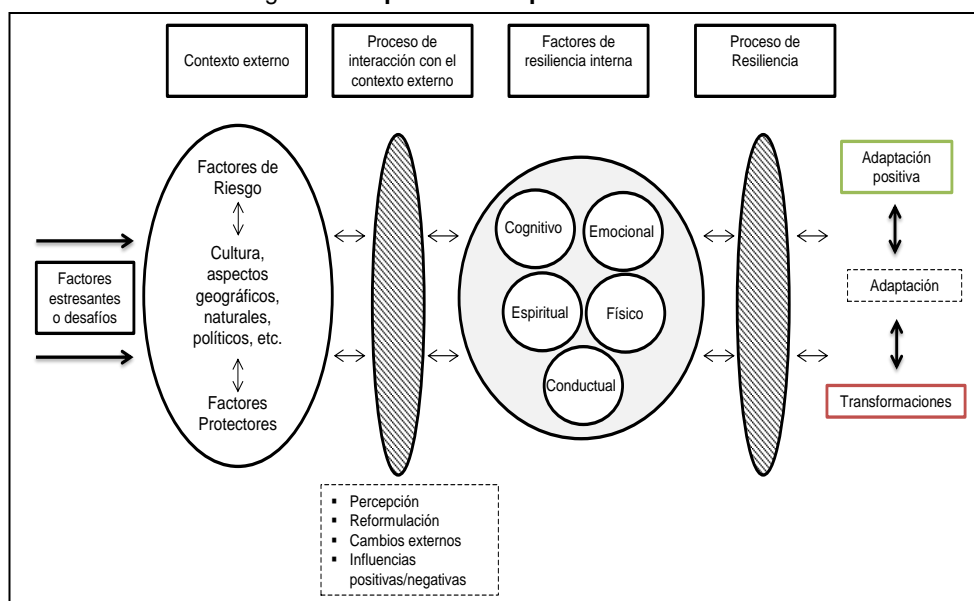 Contexto externo
Proceso de
interacción con el
contexto externo
Factores de
resiliencia interna
Proceso de
Resiliencia
Factores
estresantes
o desafíos
Factores de
Riesgo
Cultura,
aspectos
geográficos,
naturales,
políticos, etc.
Factores
Protectores
Cognitivo
Emocional
Espiritual
Físico
Conductual
Adaptación
positiva
Adaptación
Transformaciones
▪ Percepción
▪ Reformulación
▪ Cambios externos
▪ Influencias
positivas/negativas